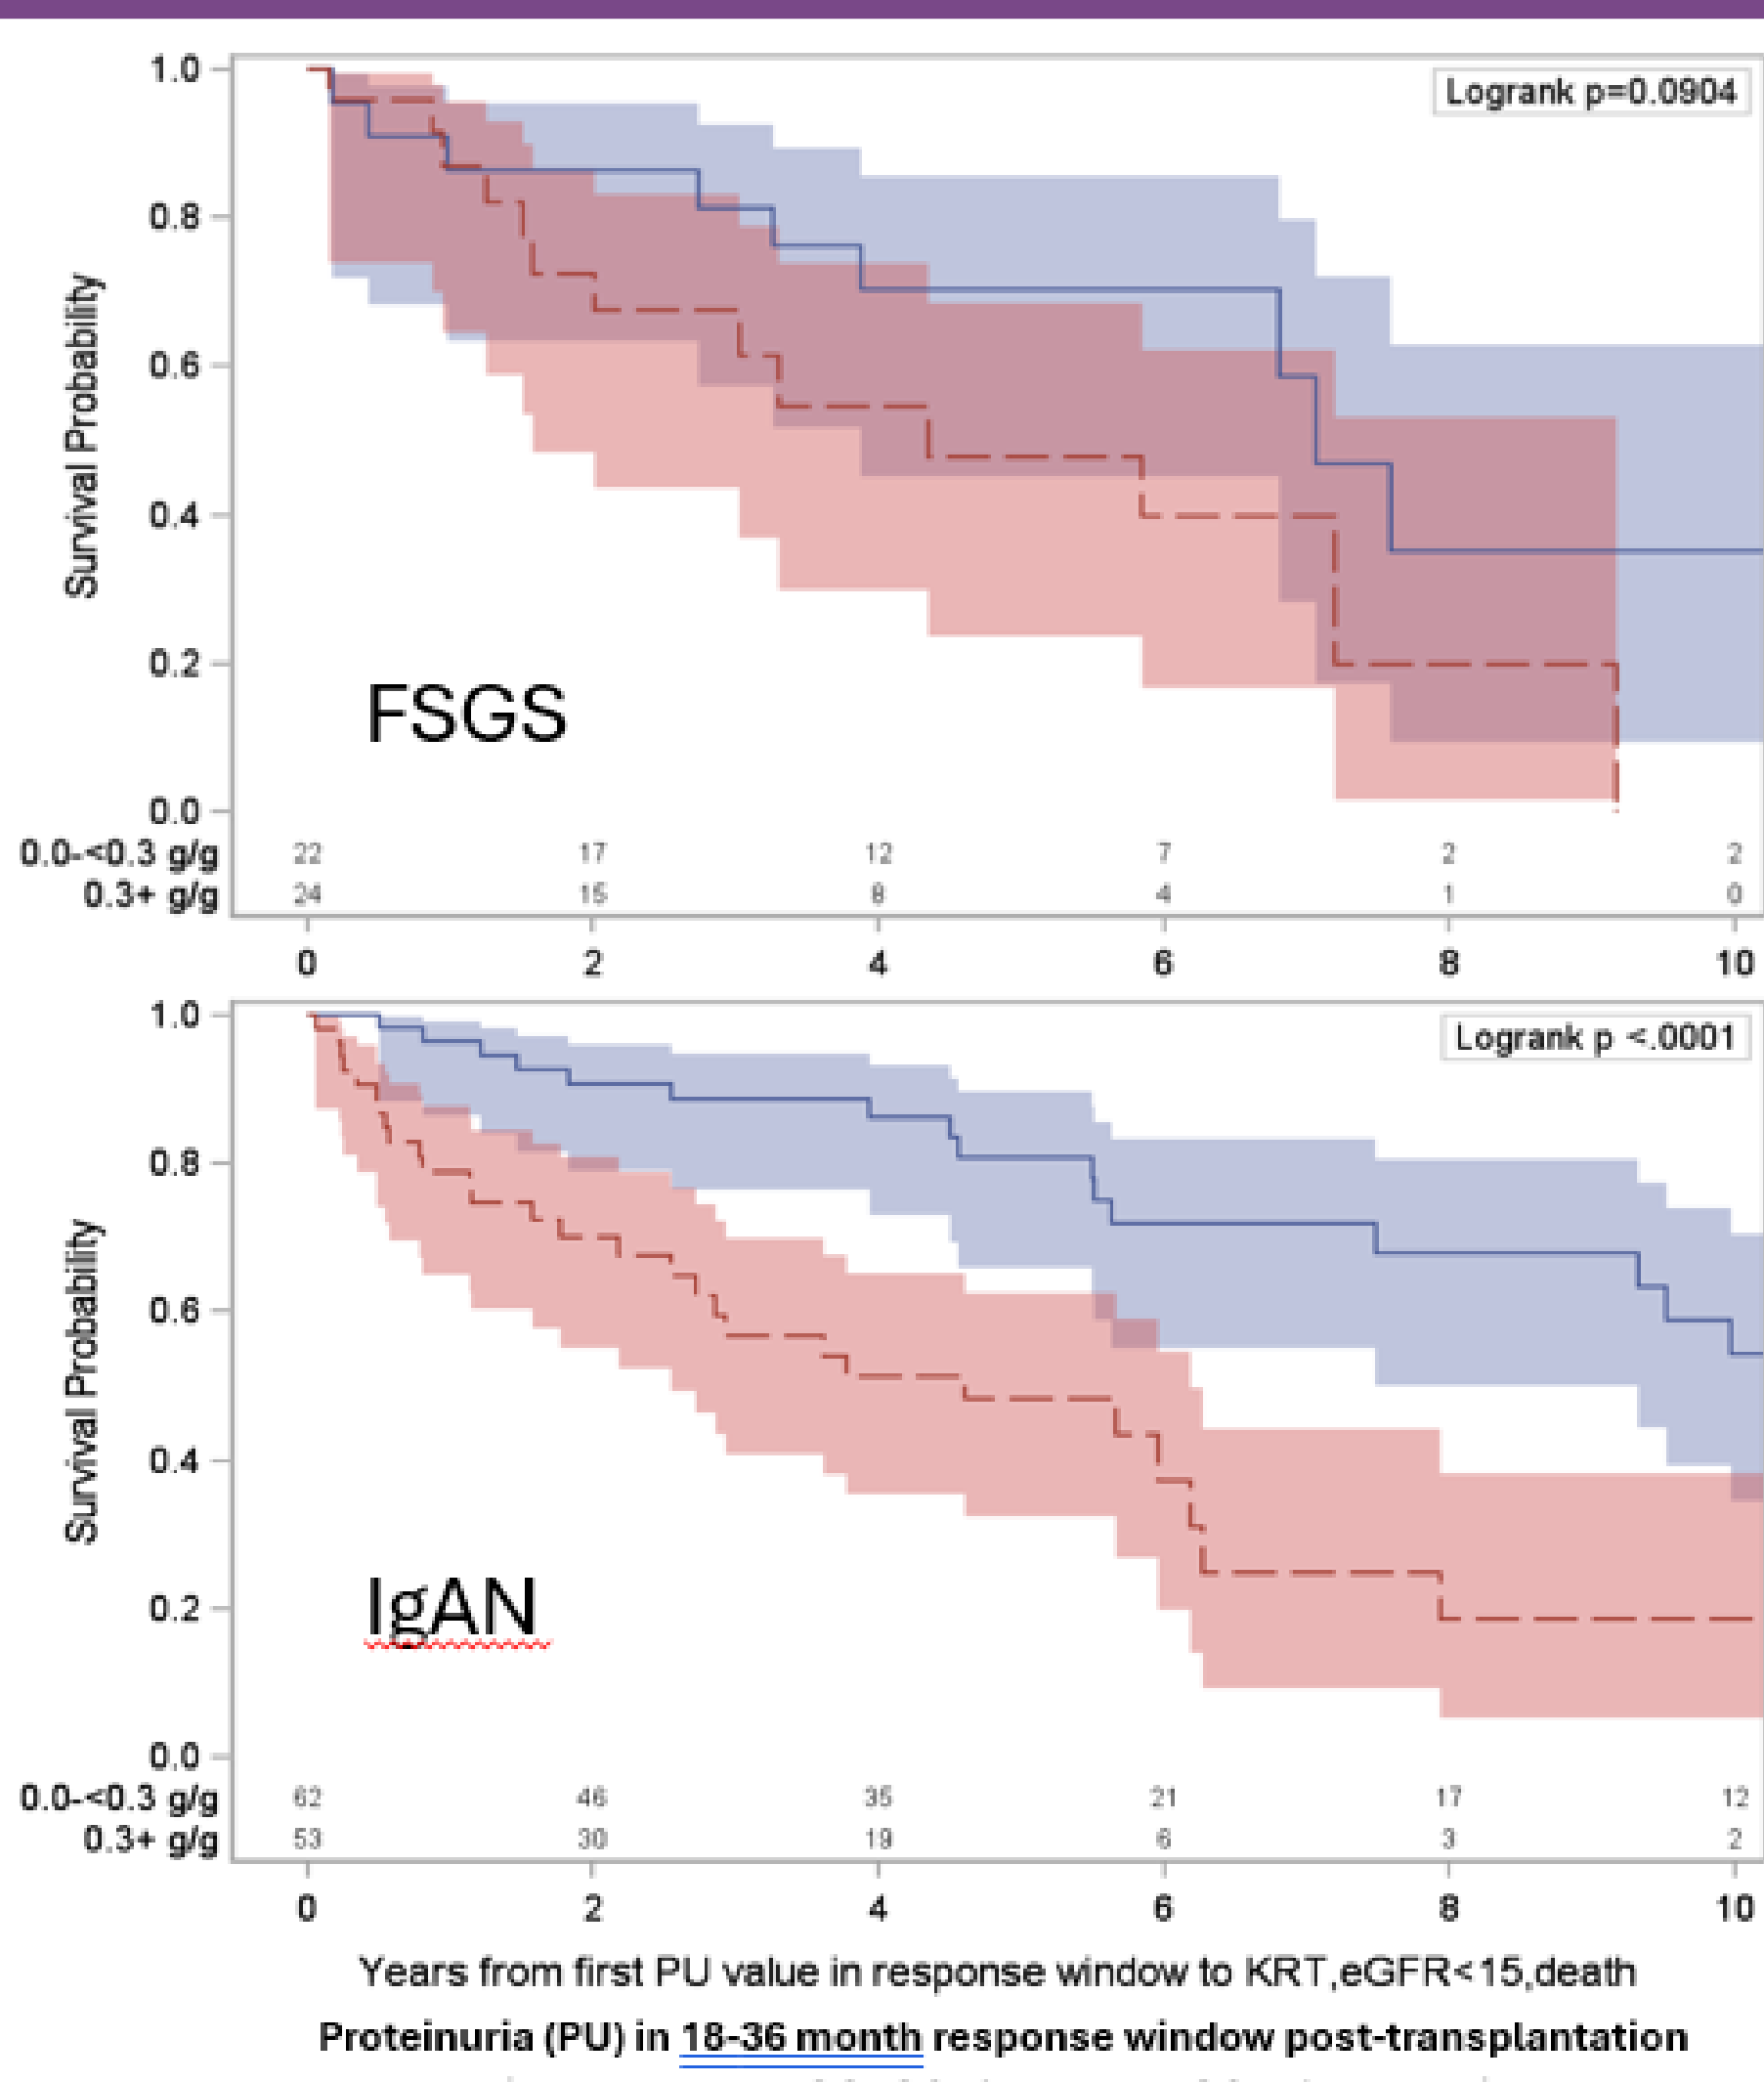 1.0
Logrank p=0.0904
0.8
0.6
0.4
0.2
0.0
Survival Probability
FSGS
0.0-<0.3 g/g 22 17 12 7 2 2
0.3+ g/g 24 15 8 4 1 0
0 2 4 6 8 10
1.0
Logrank p <.0001
0.8
0.6
0.4
0.2
0.0
Survival Probability
IgAN
0.0-<0.3 g/g 62 46 35 21 17 12
0.3+ g/g 53 30 19 6 3 2
0 2 4 6 8 10
Years from first PU value in response window to KRT,eGFR<15,death
Proteinuria (PU) in 18-36 month response window post-transplantation